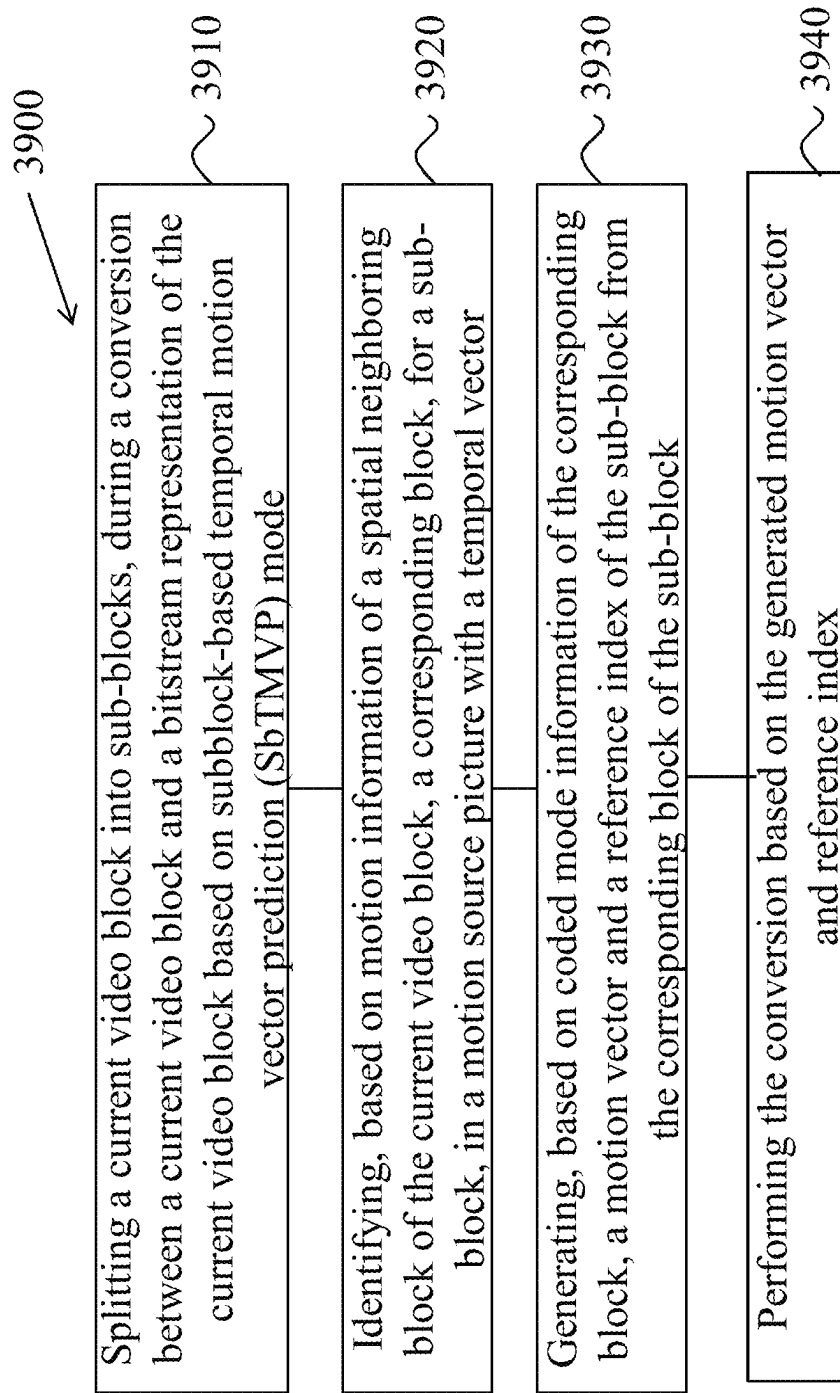 3900
Splitting a current video block into sub-blocks, during a conversion
between a current video block and a bitstream representation of the
current video block based on subblock-based temporal motion
vector prediction (SbTMVP) mode
3910
Identifying, based on motion information of a spatial neighboring
block of the current video block, a corresponding block, for a sub-
block, in a motion source picture with a temporal vector
3920
Generating, based on coded mode information of the corresponding
block, a motion vector and a reference index of the sub-block from
the corresponding block of the sub-block
3930
Performing the conversion based on the generated motion vector
and reference index
3940